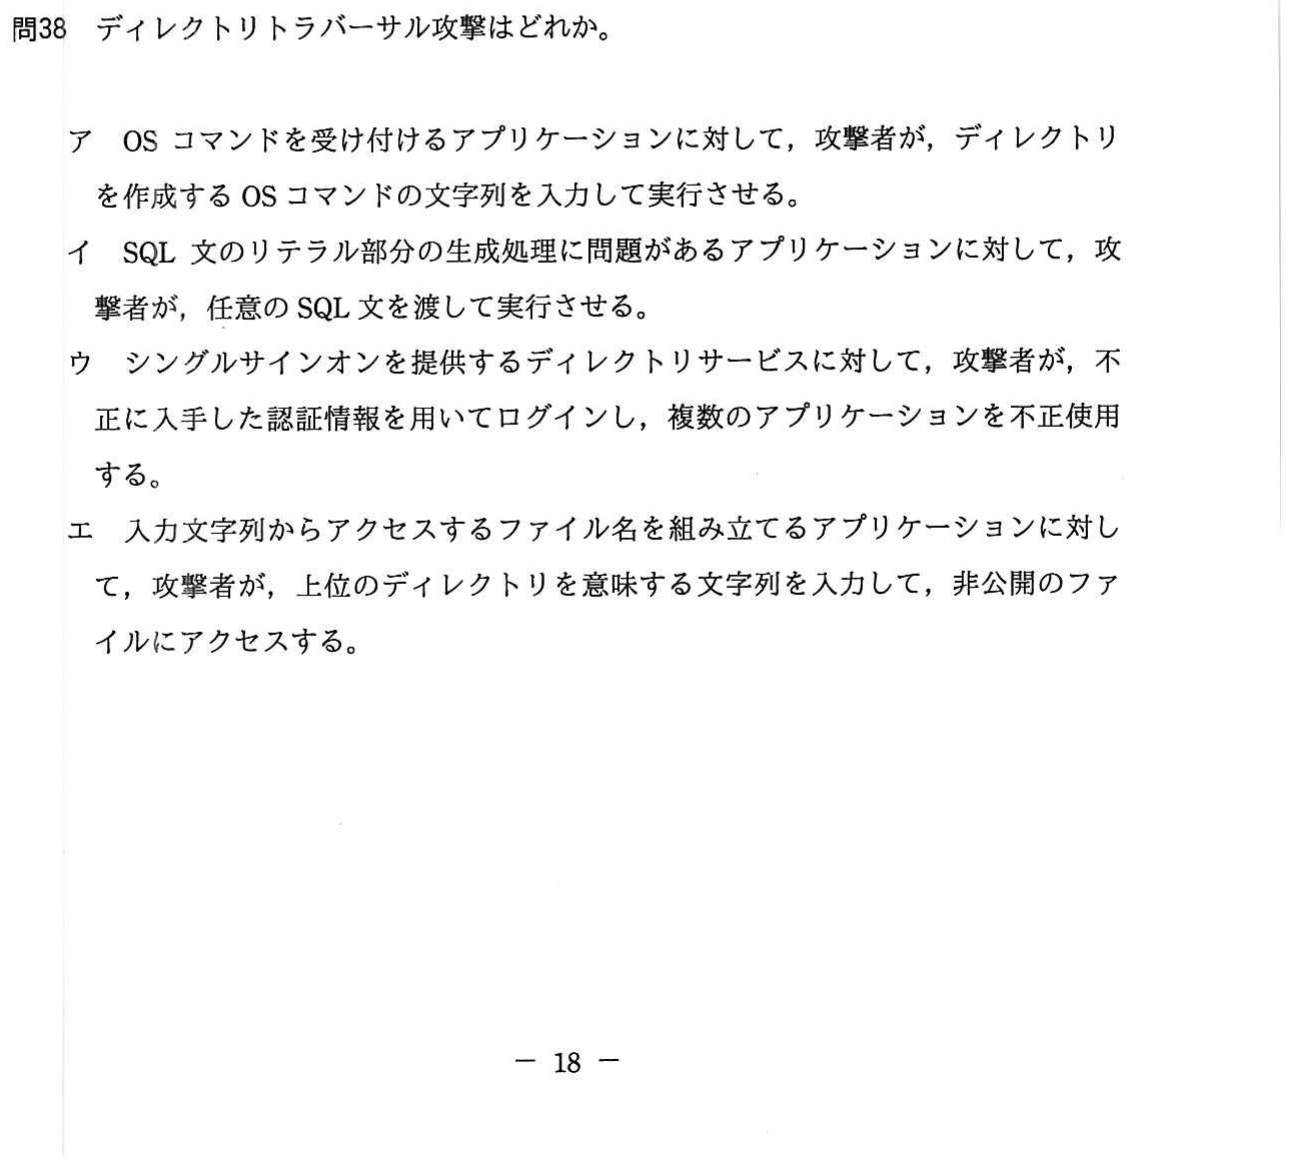 問38 ディレクトリトラバーサル攻撃はどれか。
ア OS コマンドを受け付けるアプリケーションに対して，攻撃者が，ディレクトリ
を作成する OS コマンドの文字列を入力して実行させる。
イ SQL 文のリテラル部分の生成処理に問題があるアプリケーションに対して，攻
撃者が，任意の SQL 文を渡して実行させる。
ウ シングルサインオンを提供するディレクトリサービスに対して，攻撃者が，不
正に入手した認証情報を用いてログインし，複数のアプリケーションを不正使用
する。
エ 入力文字列からアクセスするファイル名を組み立てるアプリケーションに対し
て，攻撃者が，上位のディレクトリを意味する文字列を入力して，非公開のファ
イルにアクセスする。
－ 18 －